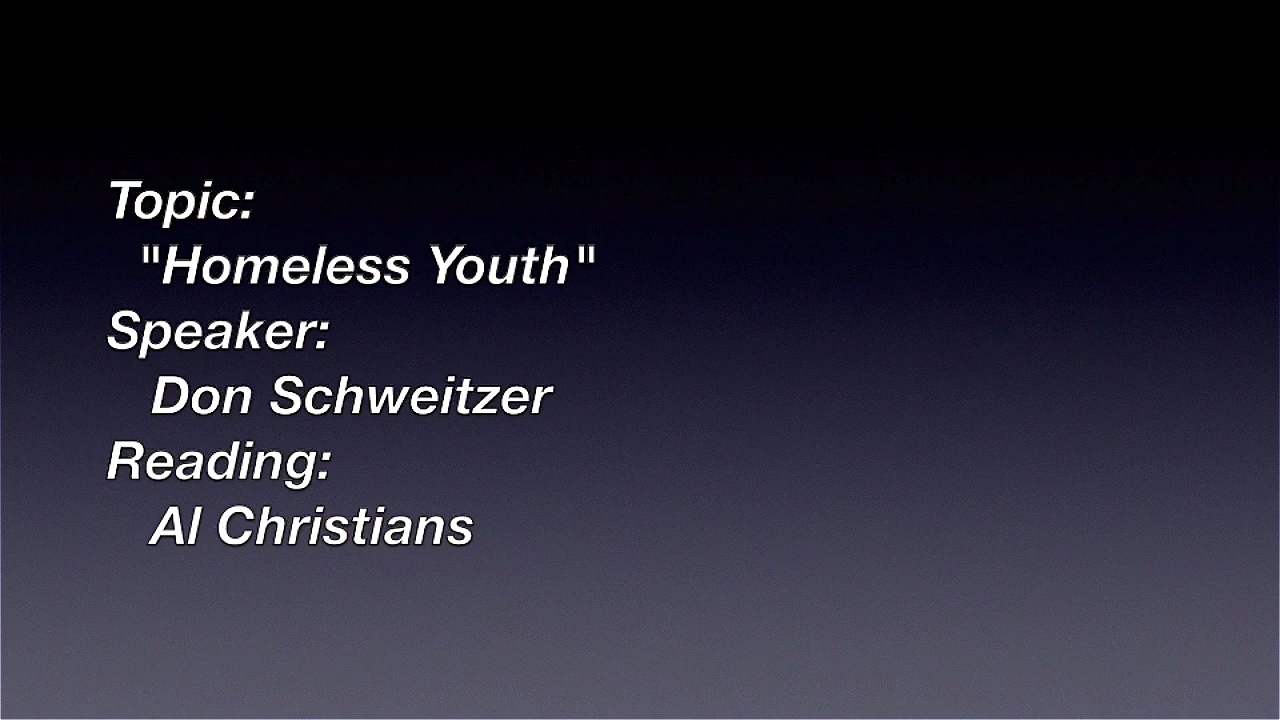 Topic:
"Homeless Youth"
Speaker:
Don Schweitzer
Reading:
Al Christians